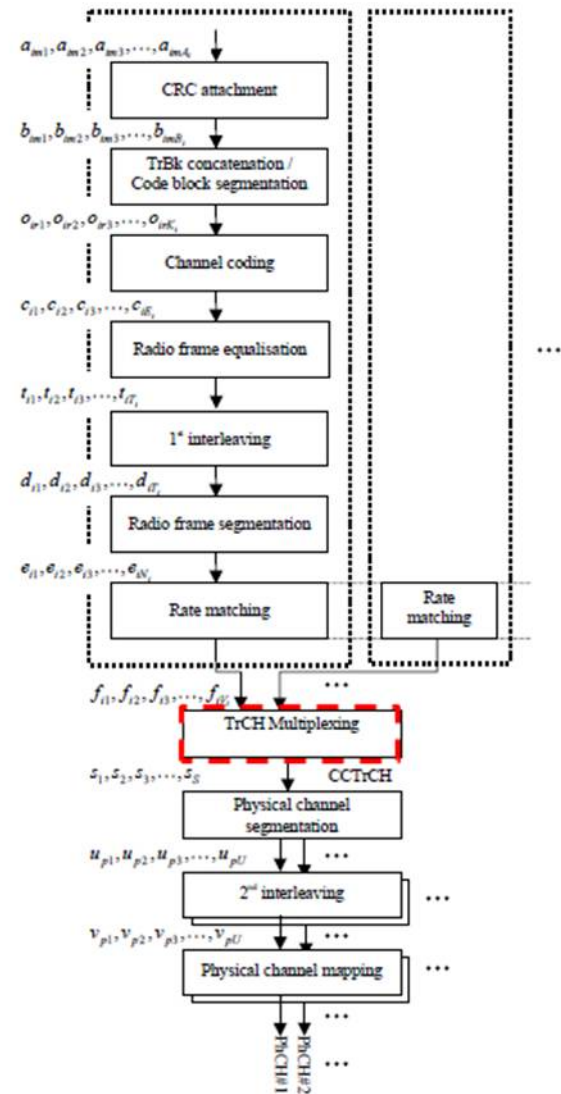 a_{im1}, a_{im2}, a_{im3}, ..., a_{imA_i}
CRC attachment
b_{im1}, b_{im2}, b_{im3}, ..., b_{imB_i}
TrBk concatenation /
Code block segmentation
o_{ir1}, o_{ir2}, o_{ir3}, ..., o_{irK_i}
Channel coding
c_{i1}, c_{i2}, c_{i3}, ..., c_{iE_i}
Radio frame equalisation
...
t_{i1}, t_{i2}, t_{i3}, ..., t_{iT_i}
1st interleaving
d_{i1}, d_{i2}, d_{i3}, ..., d_{iT_i}
Radio frame segmentation
e_{i1}, e_{i2}, e_{i3}, ..., e_{iN_i}
Rate matching
Rate
matching
...
f_{i1}, f_{i2}, f_{i3}, ..., f_{iV_i}
TrCH Multiplexing
s_1, s_2, s_3, ..., s_S
CCTrCH
Physical channel
segmentation
u_{p1}, u_{p2}, u_{p3}, ..., u_{pU}
...
2nd interleaving
...
v_{p1}, v_{p2}, v_{p3}, ..., v_{pU}
...
Physical channel mapping
...
...
PhCH#1
PhCH#2
...